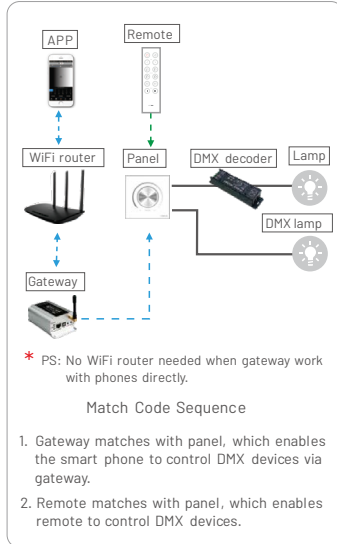 APP
Remote
WiFi router
Panel
DMX decoder
Lamp
DMX lamp
Gateway
* PS: No WiFi router needed when gateway work
with phones directly.
Match Code Sequence
1. Gateway matches with panel, which enables
the smart phone to control DMX devices via
gateway.
2. Remote matches with panel, which enables
remote to control DMX devices.